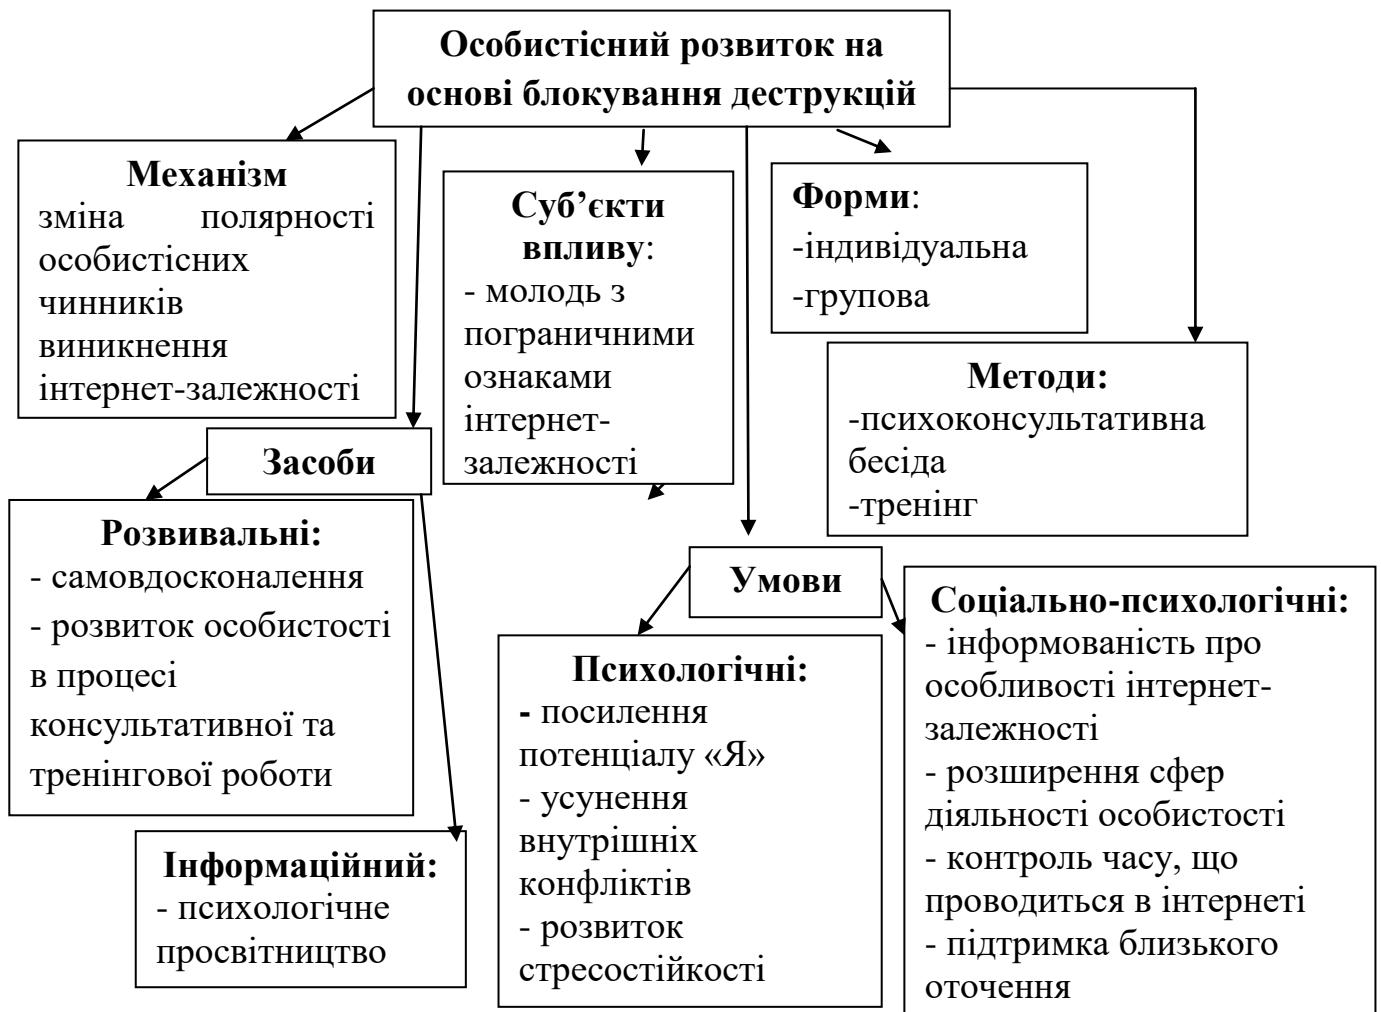 Особистісний розвиток на
основі блокування деструкцій
Механізм
зміна полярності
особистісних
чинників
виникнення
інтернет-залежності
Суб’єкти
впливу:
- молодь з
пограничними
ознаками
інтернет-
залежності
Форми:
-індивідуальна
-групова
Методи:
-психоконсультативна
бесіда
-тренінг
Засоби
Розвивальні:
- самовдосконалення
- розвиток особистості
в процесі
консультативної та
тренінгової роботи
Інформаційний:
- психологічне
просвітництво
Умови
Психологічні:
- посилення
потенціалу «Я»
- усунення
внутрішніх
конфліктів
- розвиток
стресостійкості
Соціально-психологічні:
- інформованість про
особливості інтернет-
залежності
- розширення сфер
діяльності особистості
- контроль часу, що
проводиться в інтернеті
- підтримка близького
оточення